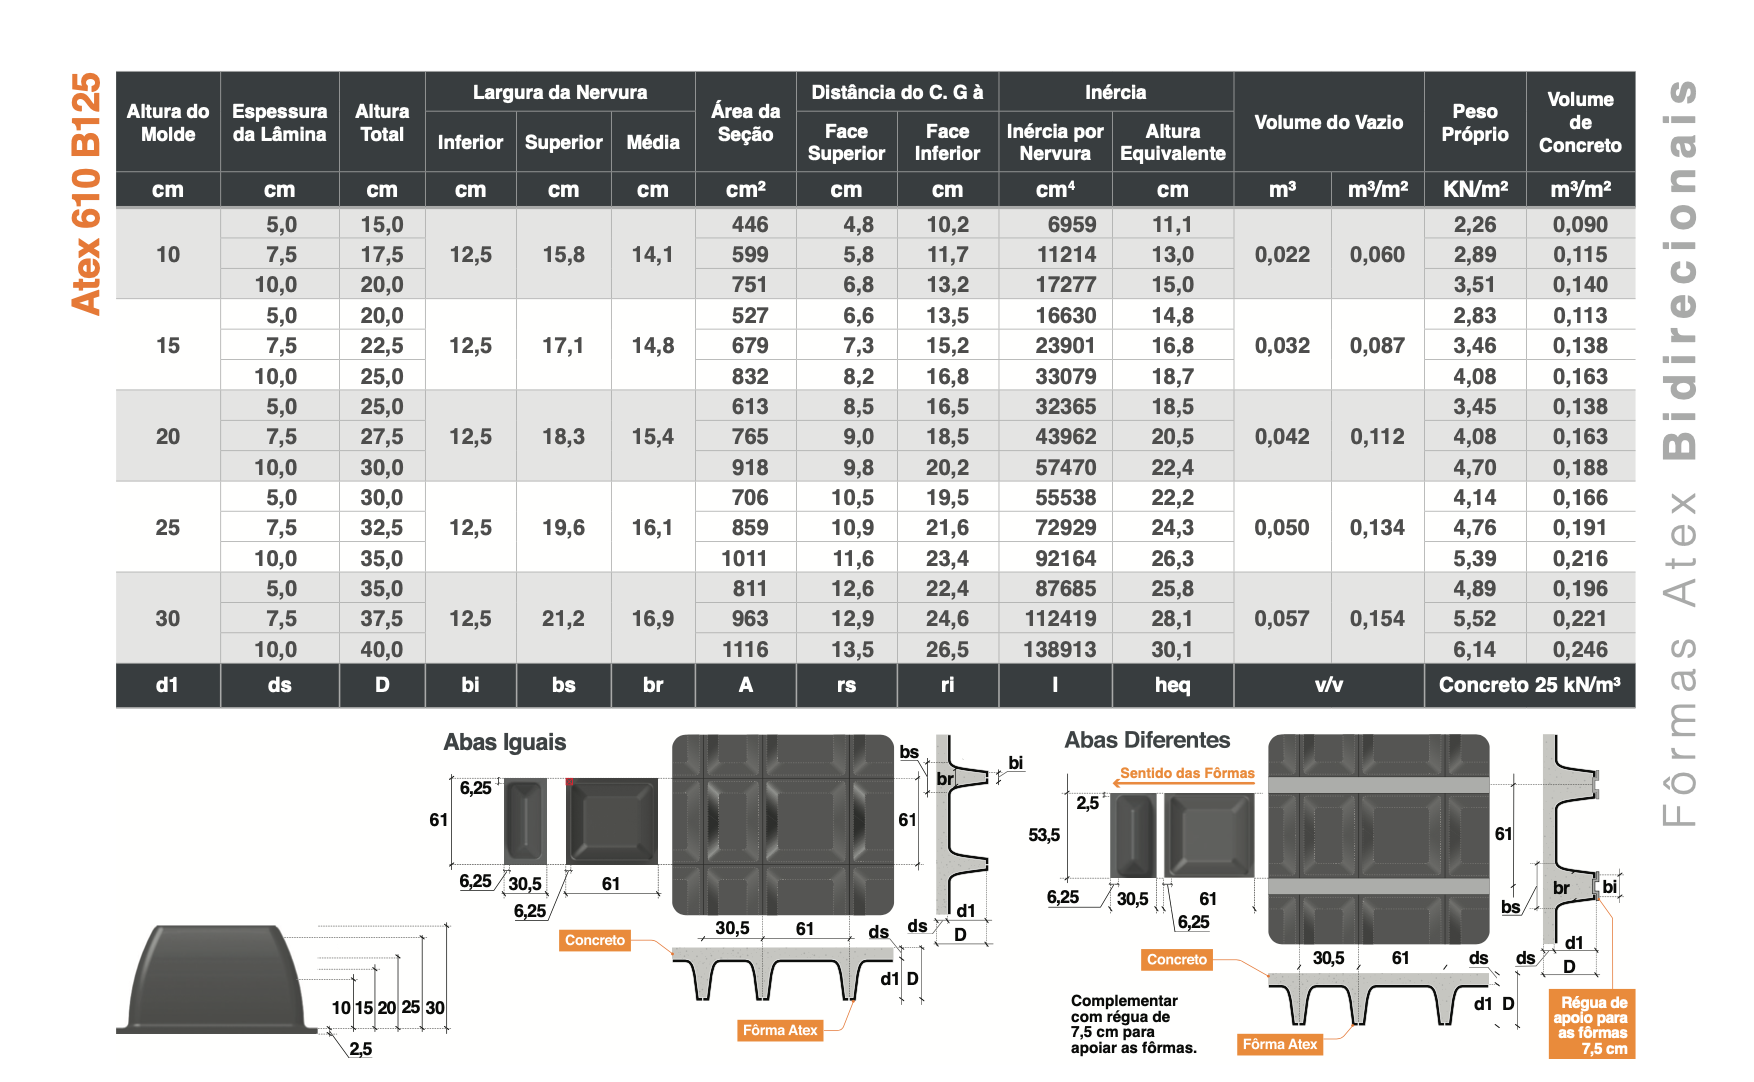 Atex 610 B125
Fôrmas Atex Bidirecionais
Altura do Molde | Espessura da Lâmina | Altura Total | Largura da Nervura | Área da Seção | Distância do C. G à | Inércia | Volume do Vazio | Peso Próprio | Volume de Concreto
Inferior | Superior | Média | Face Superior | Face Inferior | Inércia por Nervura | Altura Equivalente
cm | cm | cm | cm | cm | cm | cm² | cm | cm | cm⁴ | cm | m³ | m³/m² | KN/m² | m³/m²
5,0 | 15,0 | 446 | 4,8 | 10,2 | 6959 | 11,1 | 2,26 | 0,090
10 | 7,5 | 17,5 | 12,5 | 15,8 | 14,1 | 599 | 5,8 | 11,7 | 11214 | 13,0 | 0,022 | 0,060 | 2,89 | 0,115
10,0 | 20,0 | 751 | 6,8 | 13,2 | 17277 | 15,0 | 3,51 | 0,140
5,0 | 20,0 | 527 | 6,6 | 13,5 | 16630 | 14,8 | 2,83 | 0,113
15 | 7,5 | 22,5 | 12,5 | 17,1 | 14,8 | 679 | 7,3 | 15,2 | 23901 | 16,8 | 0,032 | 0,087 | 3,46 | 0,138
10,0 | 25,0 | 832 | 8,2 | 16,8 | 33079 | 18,7 | 4,08 | 0,163
5,0 | 25,0 | 613 | 8,5 | 16,5 | 32365 | 18,5 | 3,45 | 0,138
20 | 7,5 | 27,5 | 12,5 | 18,3 | 15,4 | 765 | 9,0 | 18,5 | 43962 | 20,5 | 0,042 | 0,112 | 4,08 | 0,163
10,0 | 30,0 | 918 | 9,8 | 20,2 | 57470 | 22,4 | 4,70 | 0,188
5,0 | 30,0 | 706 | 10,5 | 19,5 | 55538 | 22,2 | 4,14 | 0,166
25 | 7,5 | 32,5 | 12,5 | 19,6 | 16,1 | 859 | 10,9 | 21,6 | 72929 | 24,3 | 0,050 | 0,134 | 4,76 | 0,191
10,0 | 35,0 | 1011 | 11,6 | 23,4 | 92164 | 26,3 | 5,39 | 0,216
5,0 | 35,0 | 811 | 12,6 | 22,4 | 87685 | 25,8 | 4,89 | 0,196
30 | 7,5 | 37,5 | 12,5 | 21,2 | 16,9 | 963 | 12,9 | 24,6 | 112419 | 28,1 | 0,057 | 0,154 | 5,52 | 0,221
10,0 | 40,0 | 1116 | 13,5 | 26,5 | 138913 | 30,1 | 6,14 | 0,246
d1 | ds | D | bi | bs | br | A | rs | ri | I | heq | v/v | Concreto 25 kN/m³
10 15 20 25 30
2,5
Abas Iguais
6,25
61
6,25 30,5 61
6,25
61
30,5 61
ds
Concreto
d1 D
Fôrma Atex
bs
bi
br
d1
ds
D
Abas Diferentes
Sentido das Fôrmas
2,5
53,5
6,25 30,5 61
6,25
61
30,5 61
ds
Concreto
d1 D
Fôrma Atex
Complementar
com régua de
7,5 cm para
apoiar as fôrmas.
br
bi
bs
d1
ds
D
Régua de
apoio para
as fôrmas
7,5 cm